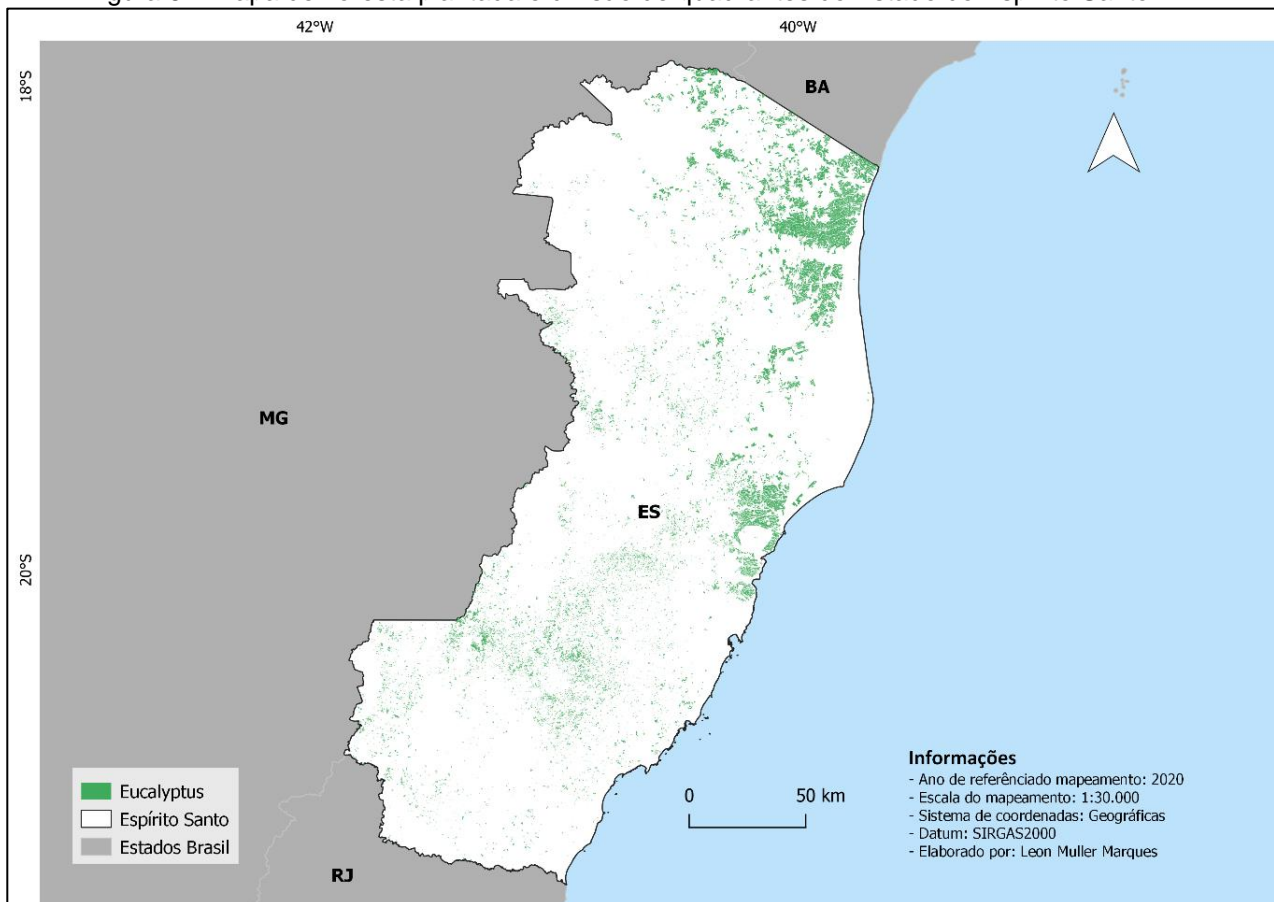 42°W
40°W
18°S
BA
MG
ES
20°S
Informações
- Ano de referênciado mapeamento: 2020
- Escala do mapeamento: 1:30.000
- Sistema de coordenadas: Geográficas
- Datum: SIRGAS2000
- Elaborado por: Leon Muller Marques
0 50 km
Eucalyptus
Espírito Santo
Estados Brasil
RJ